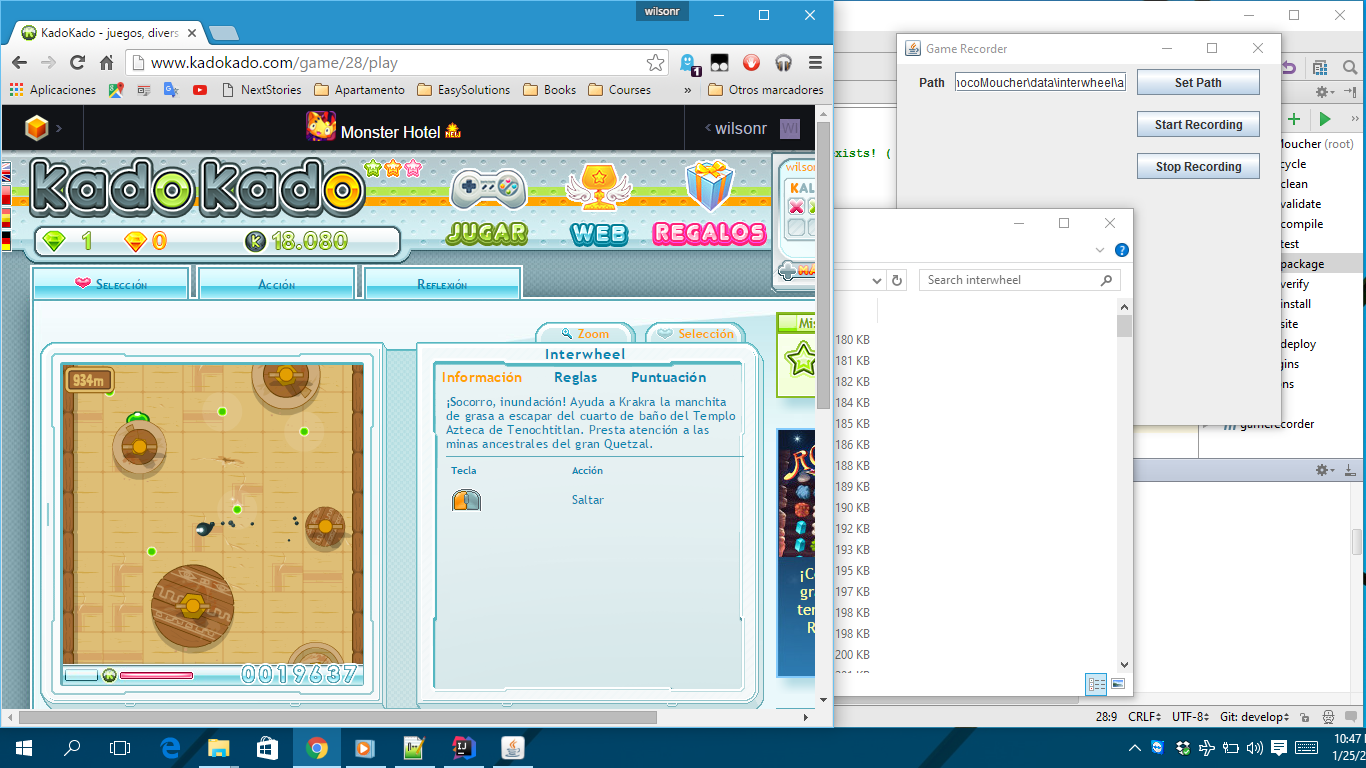 wilsonr
KadoKado - juegos, divers
www.kadokado.com/game/28/play
1
Aplicaciones
NextStories
Apartamento
EasySolutions
Books
Courses
»
Otros marcadores
Monster Hotel NEW
wilsonr
WI
KadoKado
JUGAR
WEB
REGALOS
1
0
K 18.080
Selección
Acción
Reflexión
Zoom
Selección
Interwheel
Información
Reglas
Puntuación
¡Socorro, inundación! Ayuda a Krakra la manchita
de grasa a escapar del cuarto de baño del Templo
Azteca de Tenochtitlan. Presta atención a las
minas ancestrales del gran Quetzal.
Tecla
Acción
Saltar
934m
0019637
Game Recorder
Path
ocoMoucher\data\interwheel\a
Set Path
Start Recording
Stop Recording
xists! (
Moucher (root)
cycle
clean
validate
compile
test
package
verify
install
site
deploy
gins
ns
gamerecorder
Search interwheel
180 KB
181 KB
182 KB
184 KB
185 KB
186 KB
188 KB
189 KB
190 KB
192 KB
193 KB
195 KB
197 KB
198 KB
198 KB
200 KB
28:9
CRLF
UTF-8
Git: develop
10:47
1/25/2